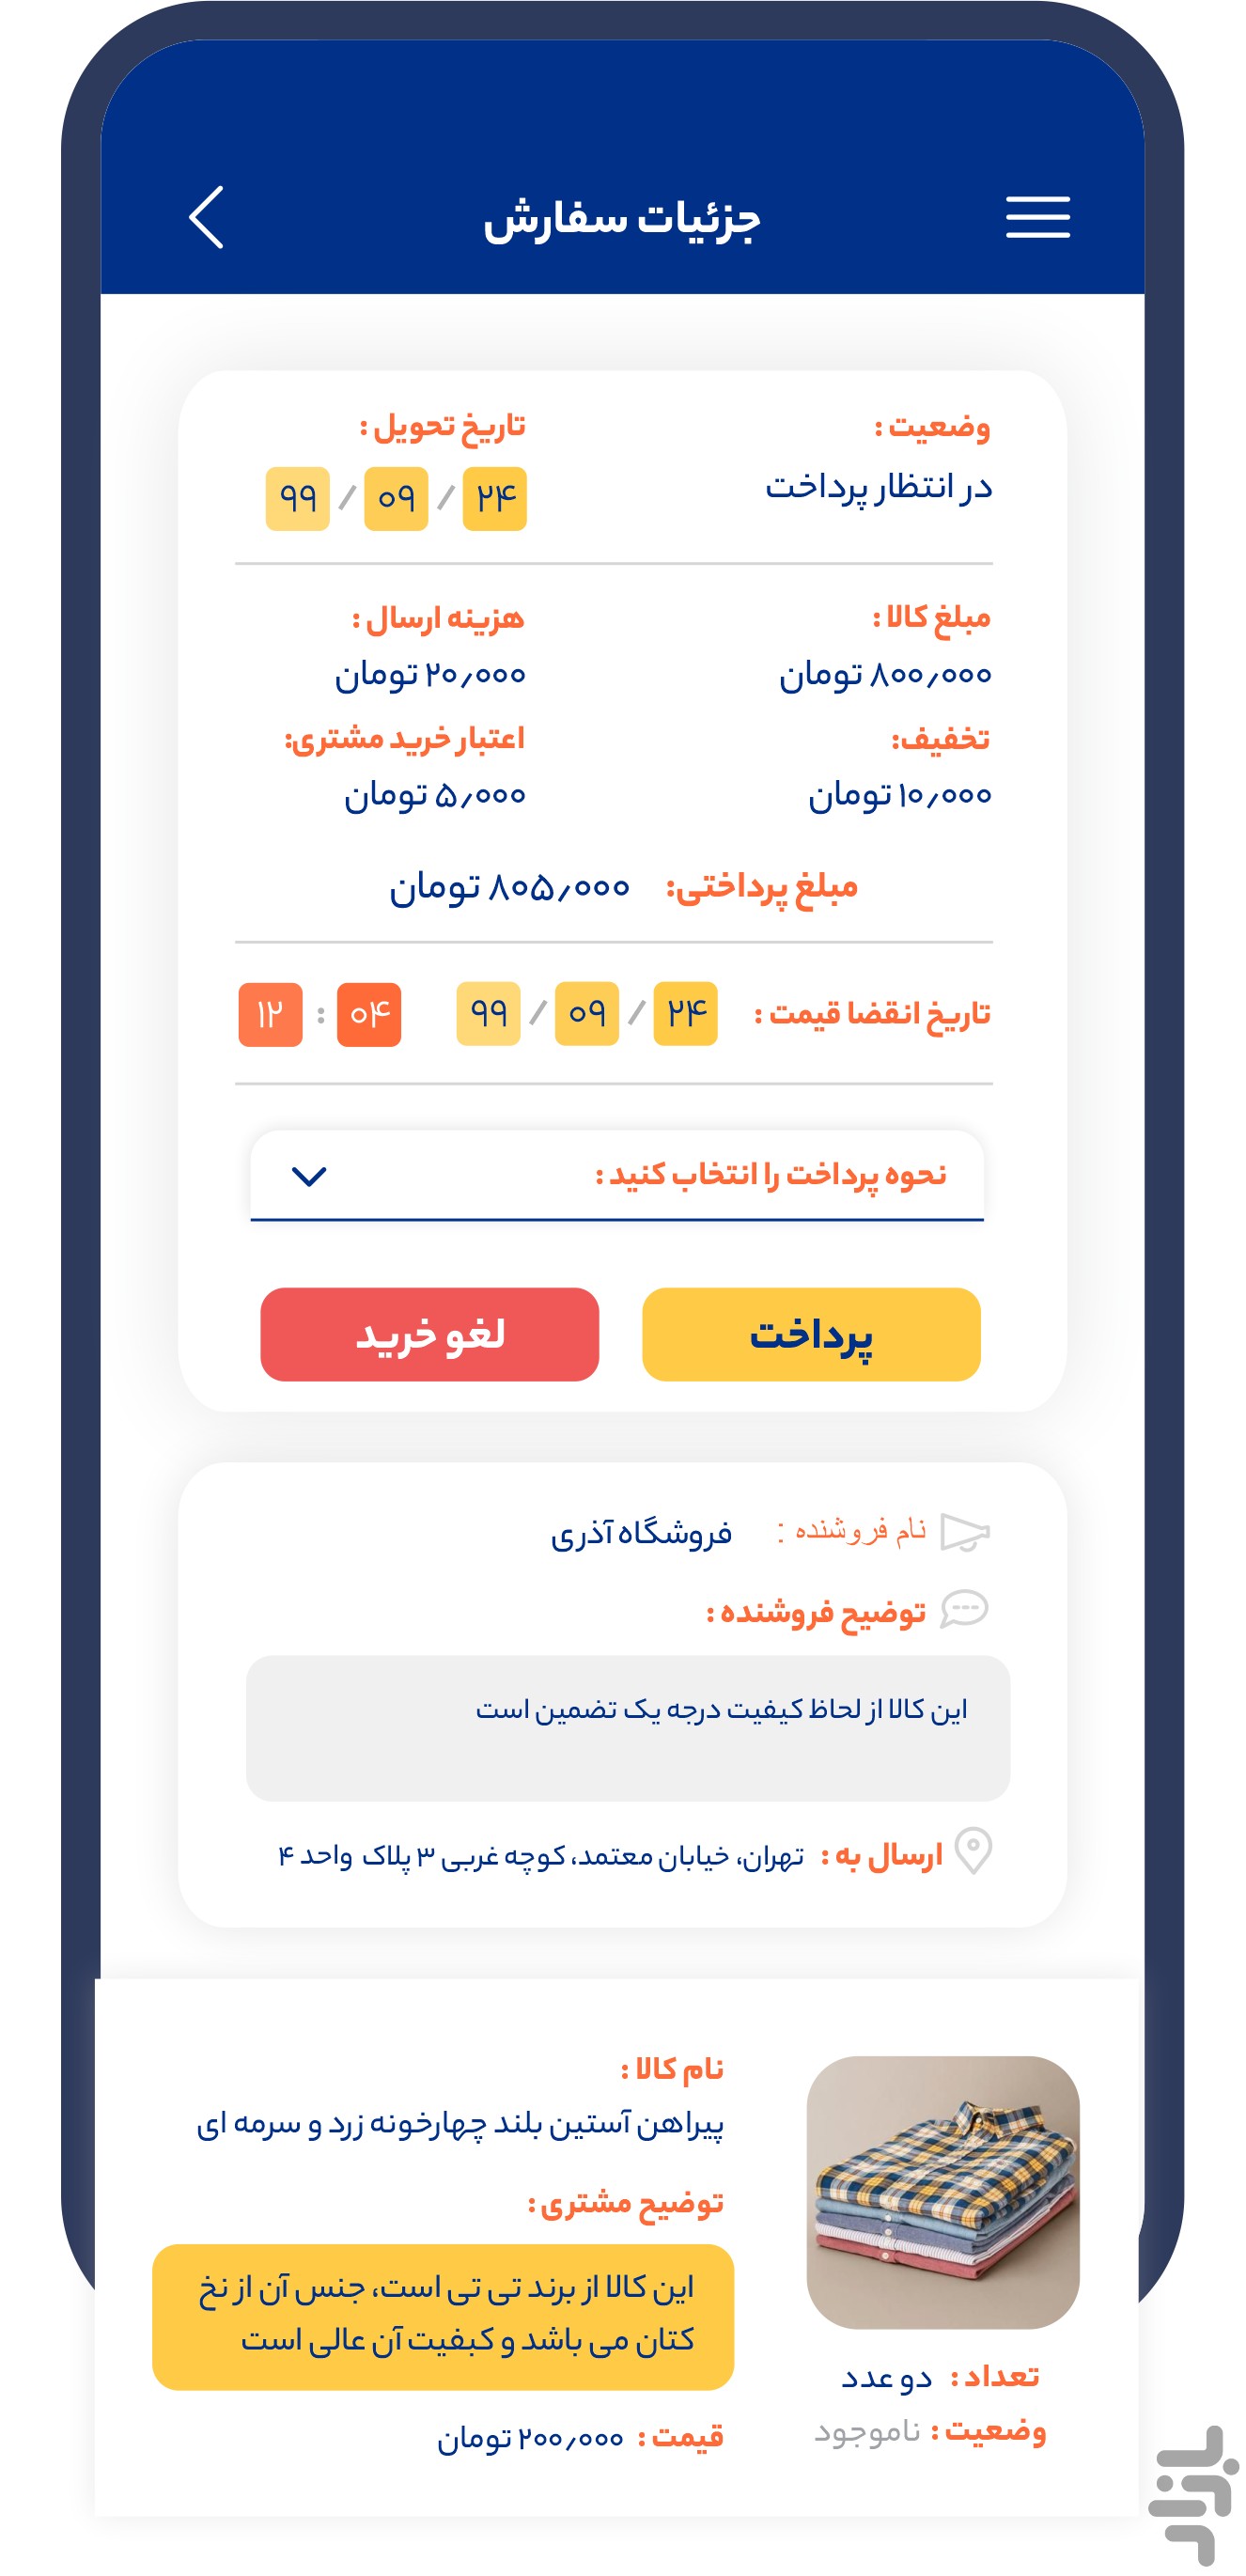 جزئیات سفارش
وضعیت :
در انتظار پرداخت
تاریخ تحویل :
۹۹ / ۰۹ / ۲۴
مبلغ کالا :
۸۰۰٫۰۰۰ تومان
هزینه ارسال :
۲۰٫۰۰۰ تومان
تخفیف:
۱۰٫۰۰۰ تومان
اعتبار خرید مشتری:
۵٫۰۰۰ تومان
مبلغ پرداختی: ۸۰۵٫۰۰۰ تومان
تاریخ انقضا قیمت : ۹۹ / ۰۹ / ۲۴ ۱۲ : ۰۴
نحوه پرداخت را انتخاب کنید :
پرداخت
لغو خرید
نام فروشنده : فروشگاه آذری
توضیح فروشنده :
این کالا از لحاظ کیفیت درجه یک تضمین است
ارسال به : تهران، خیابان معتمد، کوچه غربی ۳ پلاک واحد ۴
نام کالا :
پیراهن آستین بلند چهارخونه زرد و سرمه ای
توضیح مشتری :
این کالا از برند تی تی است، جنس آن از نخ
کتان می باشد و کبفیت آن عالی است
قیمت : ۲۰۰٫۰۰۰ تومان
تعداد : دو عدد
وضعیت : ناموجود
بازار